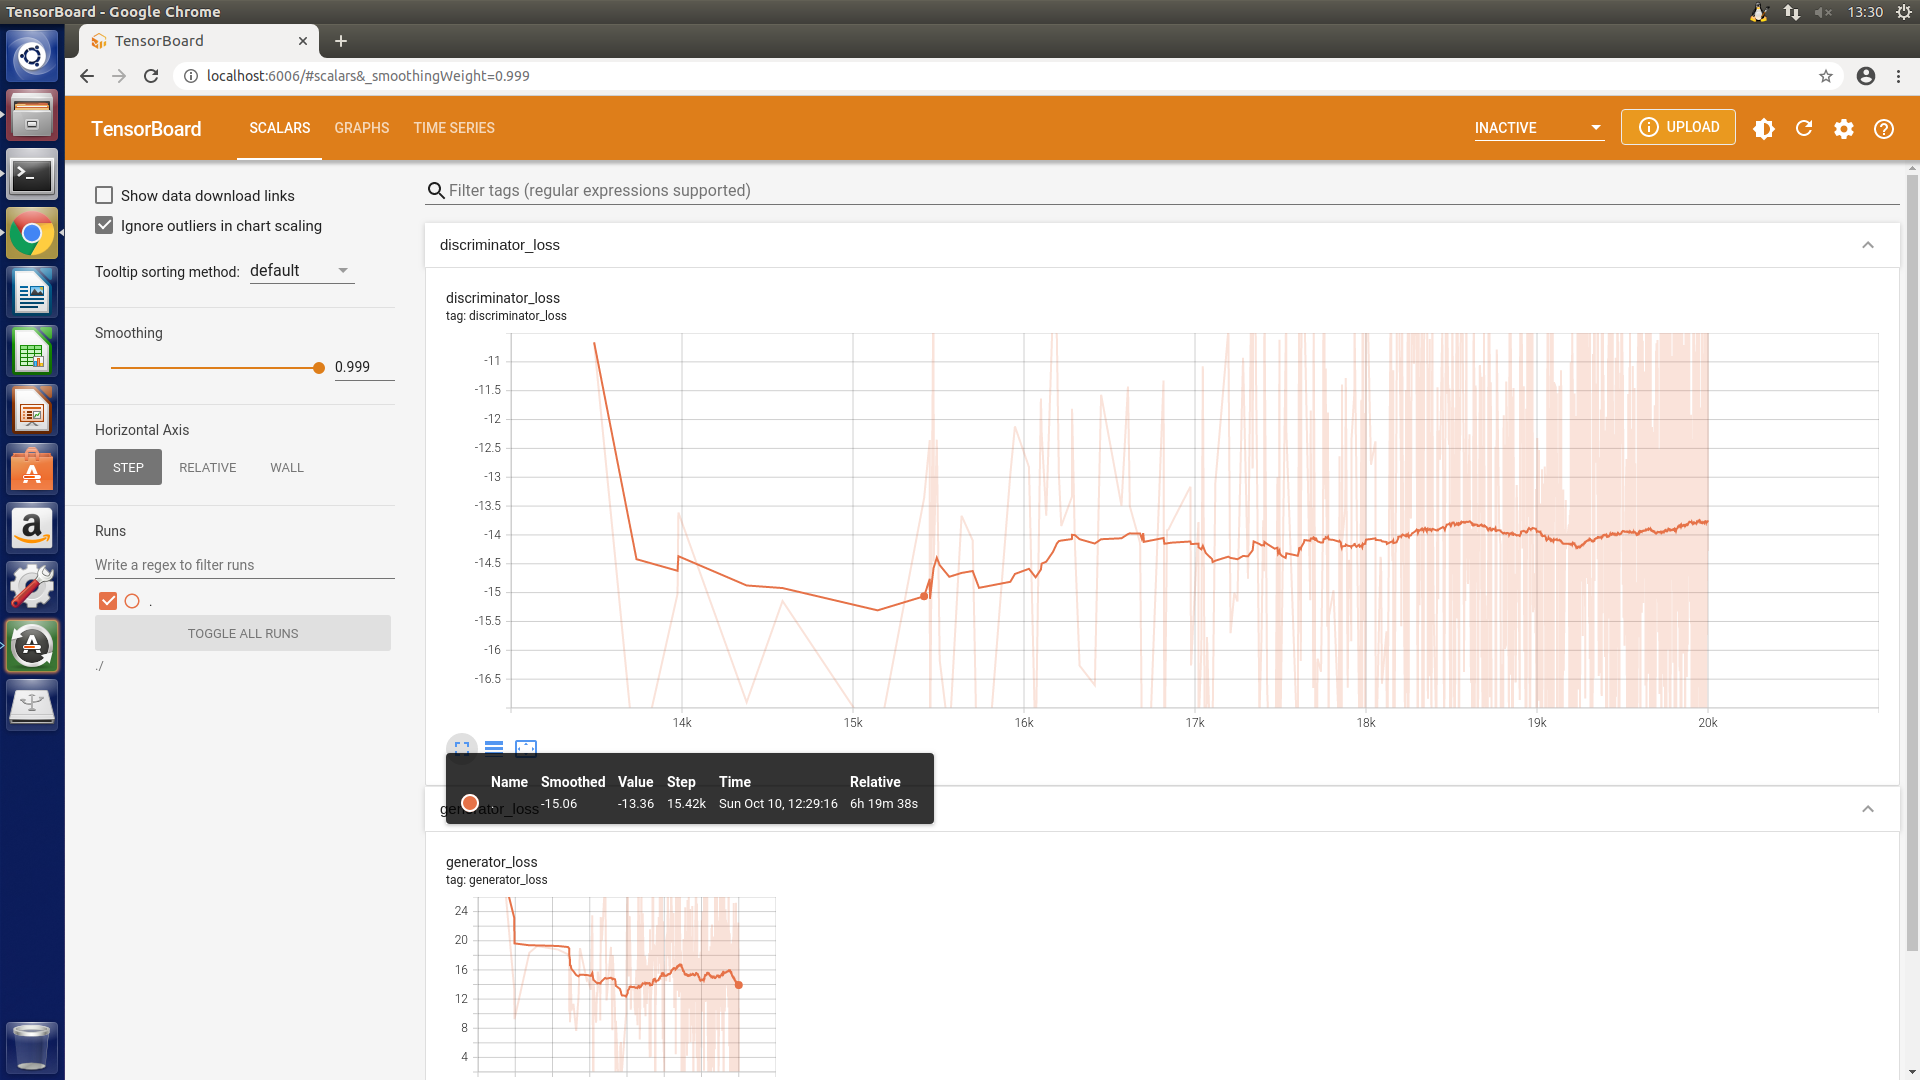 TensorBoard - Google Chrome
13:30
TensorBoard
localhost:6006/#scalars&_smoothingWeight=0.999
TensorBoard
SCALARS
GRAPHS
TIME SERIES
INACTIVE
UPLOAD
Show data download links
Ignore outliers in chart scaling
Tooltip sorting method: default
Smoothing
0.999
Horizontal Axis
STEP
RELATIVE
WALL
Runs
Write a regex to filter runs
.
TOGGLE ALL RUNS
./
Filter tags (regular expressions supported)
discriminator_loss
discriminator_loss
tag: discriminator_loss
-11
-11.5
-12
-12.5
-13
-13.5
-14
-14.5
-15
-15.5
-16
-16.5
14k 15k 16k 17k 18k 19k 20k
Name Smoothed Value Step Time Relative
. -15.06 -13.36 15.42k Sun Oct 10, 12:29:16 6h 19m 38s
generator_loss
generator_loss
tag: generator_loss
24
20
16
12
8
4